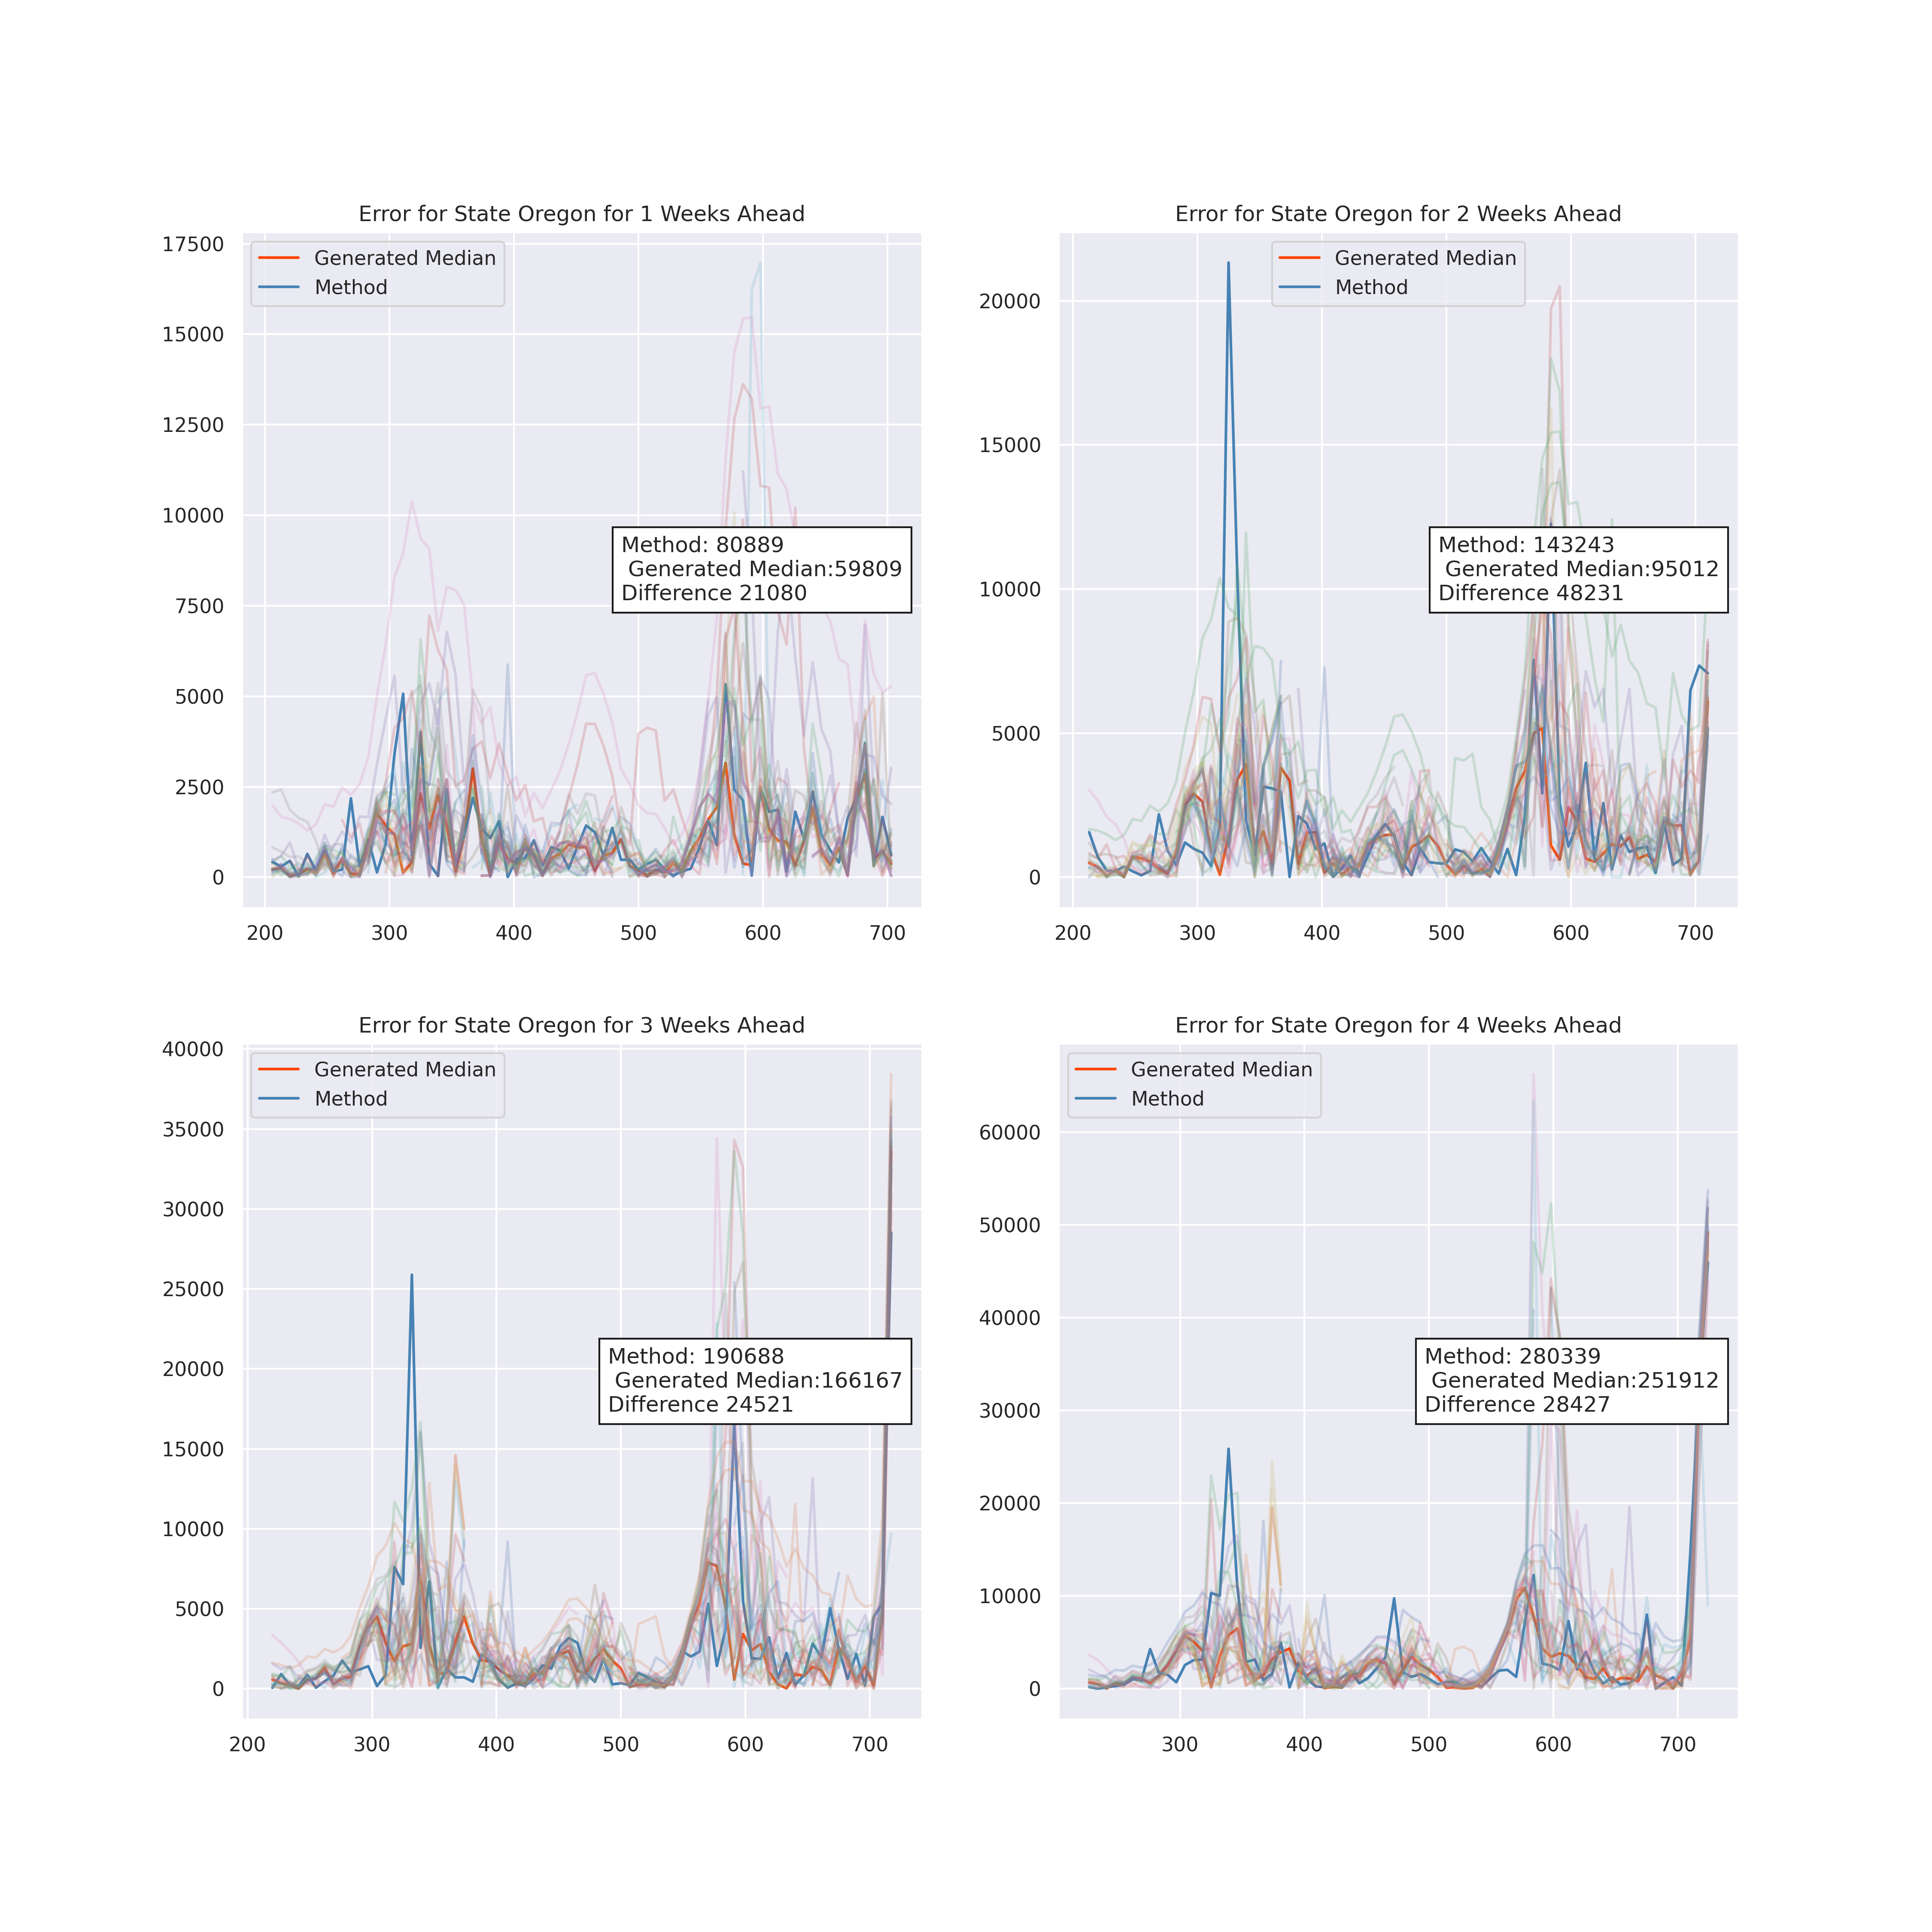 Error for State Oregon for 1 Weeks Ahead
17500
15000
12500
10000
7500
5000
2500
0
200 300 400 500 600 700
Generated Median
Method
Method: 80889
Generated Median:59809
Difference 21080
Error for State Oregon for 2 Weeks Ahead
20000
15000
10000
5000
0
200 300 400 500 600 700
Generated Median
Method
Method: 143243
Generated Median:95012
Difference 48231
Error for State Oregon for 3 Weeks Ahead
40000
35000
30000
25000
20000
15000
10000
5000
0
200 300 400 500 600 700
Generated Median
Method
Method: 190688
Generated Median:166167
Difference 24521
Error for State Oregon for 4 Weeks Ahead
60000
50000
40000
30000
20000
10000
0
300 400 500 600 700
Generated Median
Method
Method: 280339
Generated Median:251912
Difference 28427